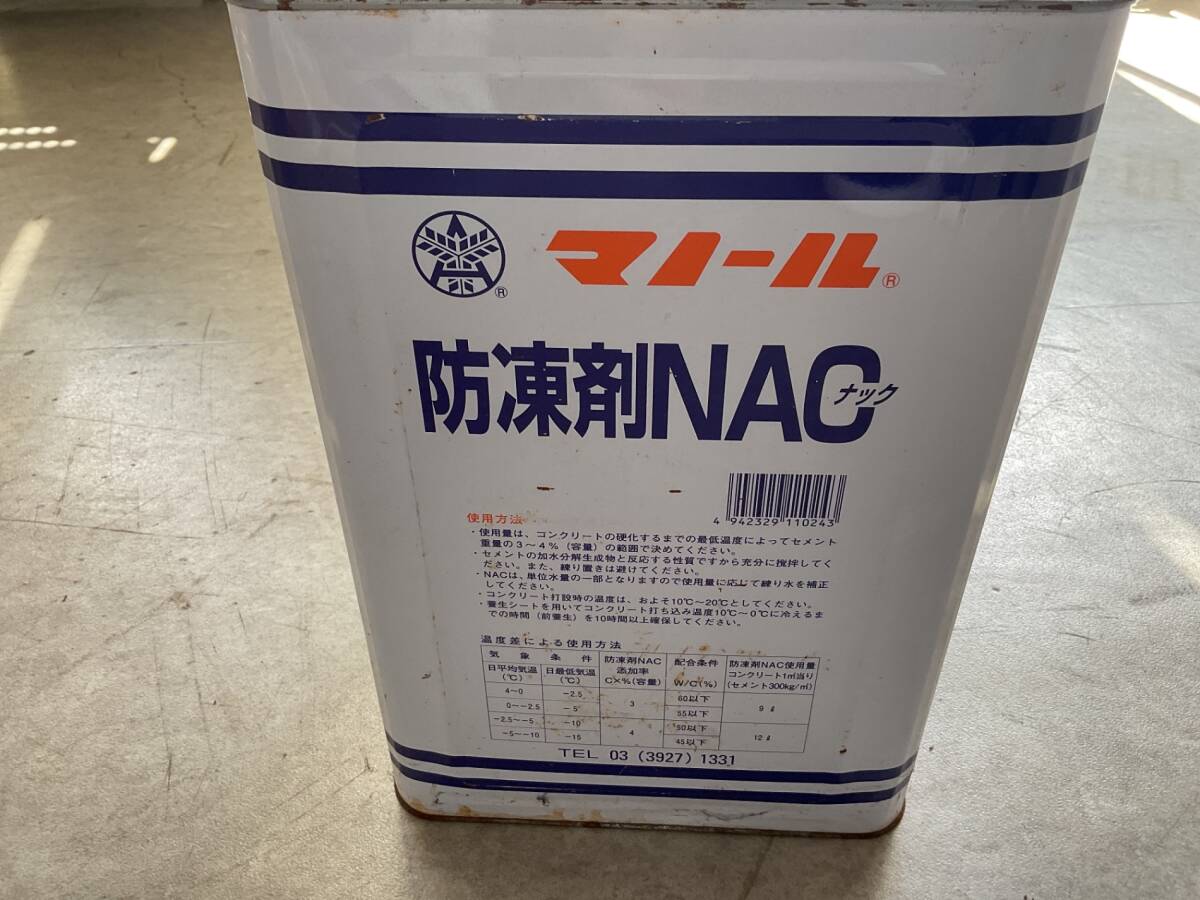 マノール®
®
防凍剤NAC
ナック
4 942329 110243
使用方法
・使用量は、コンクリートの硬化するまでの最低温度によってセメント
重量の3〜4%（容量）の範囲で決めてください。
・セメントの加水分解生成物と反応する性質ですから充分に撹拌してく
ださい。また、練り置きは避けてください。
・NACは、単位水量の一部となりますので使用量に応じて練り水を補正
してください。
・コンクリート打設時の温度は、およそ10℃〜20℃としてください。
・養生シートを用いてコンクリート打ち込み温度10℃〜0℃に冷えるま
での時間（前養生）を10時間以上確保してください。
温度差による使用方法
気象条件 防凍剤NAC添加率C×%(容量) 配合条件W/C(%) 防凍剤NAC使用量コンクリート1㎥当り(セメント300kg/㎥)
日平均気温(℃) 日最低気温(℃)
4〜0 −2.5 3 60以下 9ℓ
0〜−2.5 −5 55以下
−2.5〜−5 −10 4 50以下 12ℓ
−5〜−10 −15 45以下
TEL 03 (3927) 1331